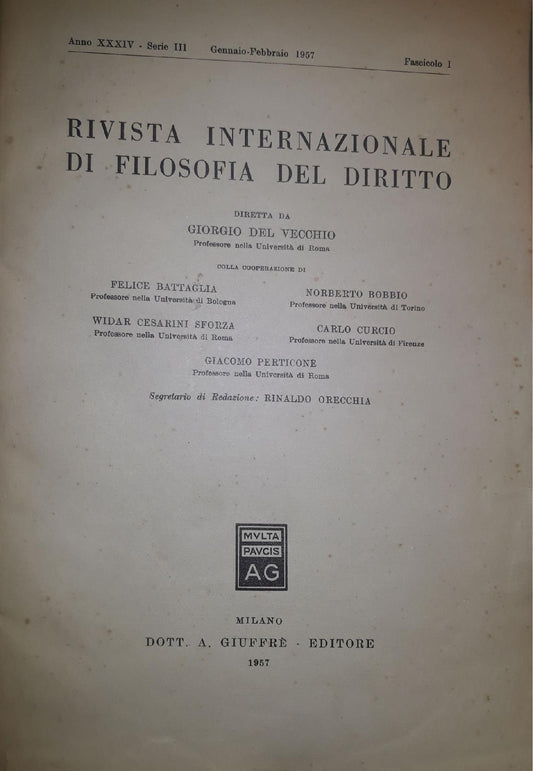 Anno XXXIV - Serie III Gennaio-Febbraio 1957 Fascicolo I
RIVISTA INTERNAZIONALE
DI FILOSOFIA DEL DIRITTO
DIRETTA DA
GIORGIO DEL VECCHIO
Professore nella Università di Roma
COLLA COOPERAZIONE DI
FELICE BATTAGLIA
Professore nella Università di Bologna
NORBERTO BOBBIO
Professore nella Università di Torino
WIDAR CESARINI SFORZA
Professore nella Università di Roma
CARLO CURCIO
Professore nella Università di Firenze
GIACOMO PERTICONE
Professore nella Università di Roma
Segretario di Redazione: RINALDO ORECCHIA
MVLTA
PAVCIS
AG
MILANO
DOTT. A. GIUFFRÈ - EDITORE
1957